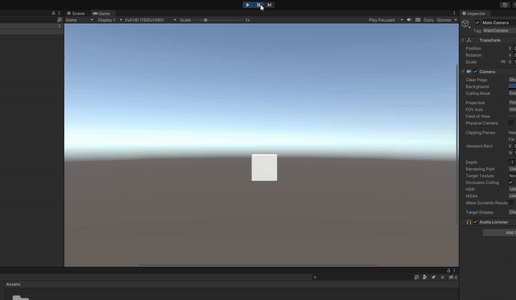 Scene Game
Game Display 1 Full HD (1920x1080) Scale 1x Play Focused Stats Gizmos
Inspector
Main Camera
Tag MainCamera
Transform
Position
Rotation
Scale
Camera
Clear Flags
Background
Culling Mask
Projection
FOV Axis
Field of View
Physical Camera
Clipping Planes
Viewport Rect
Depth -1
Rendering Path
Target Texture
Occlusion Culling
HDR
MSAA
Allow Dynamic Resolu
Target Display
Audio Listener
Assets